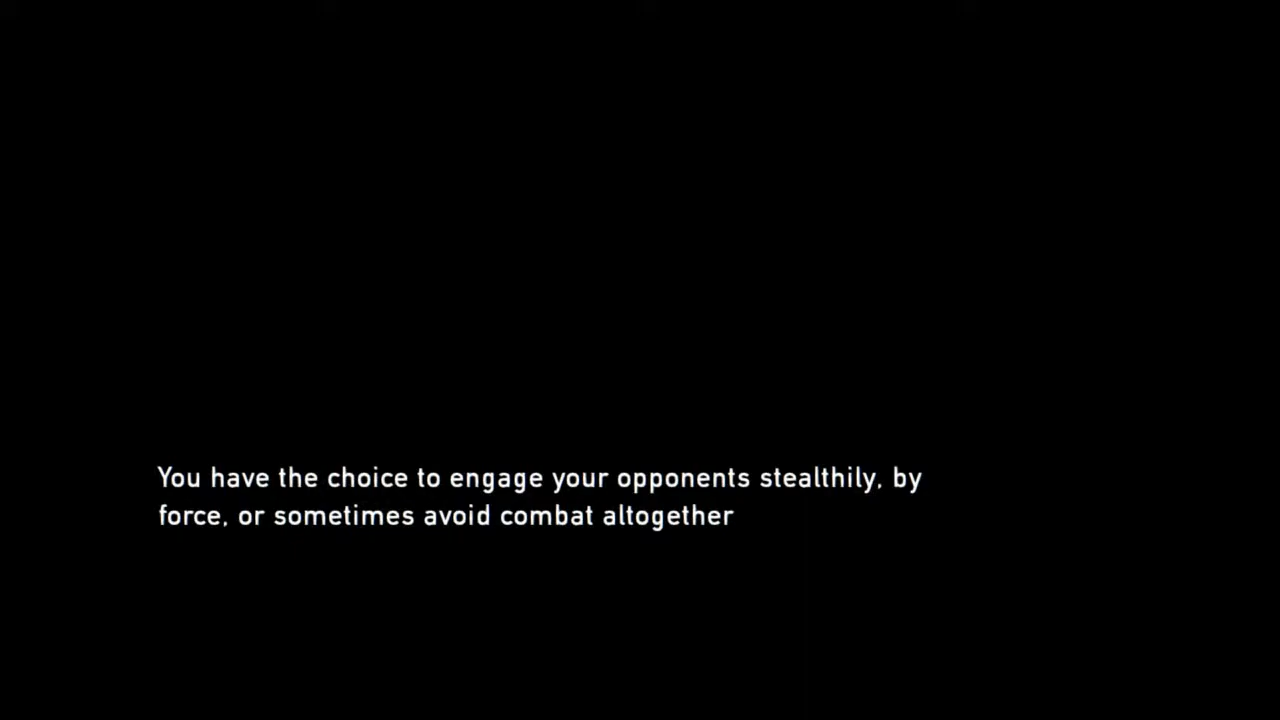 You have the choice to engage your opponents stealthily, by
force, or sometimes avoid combat altogether